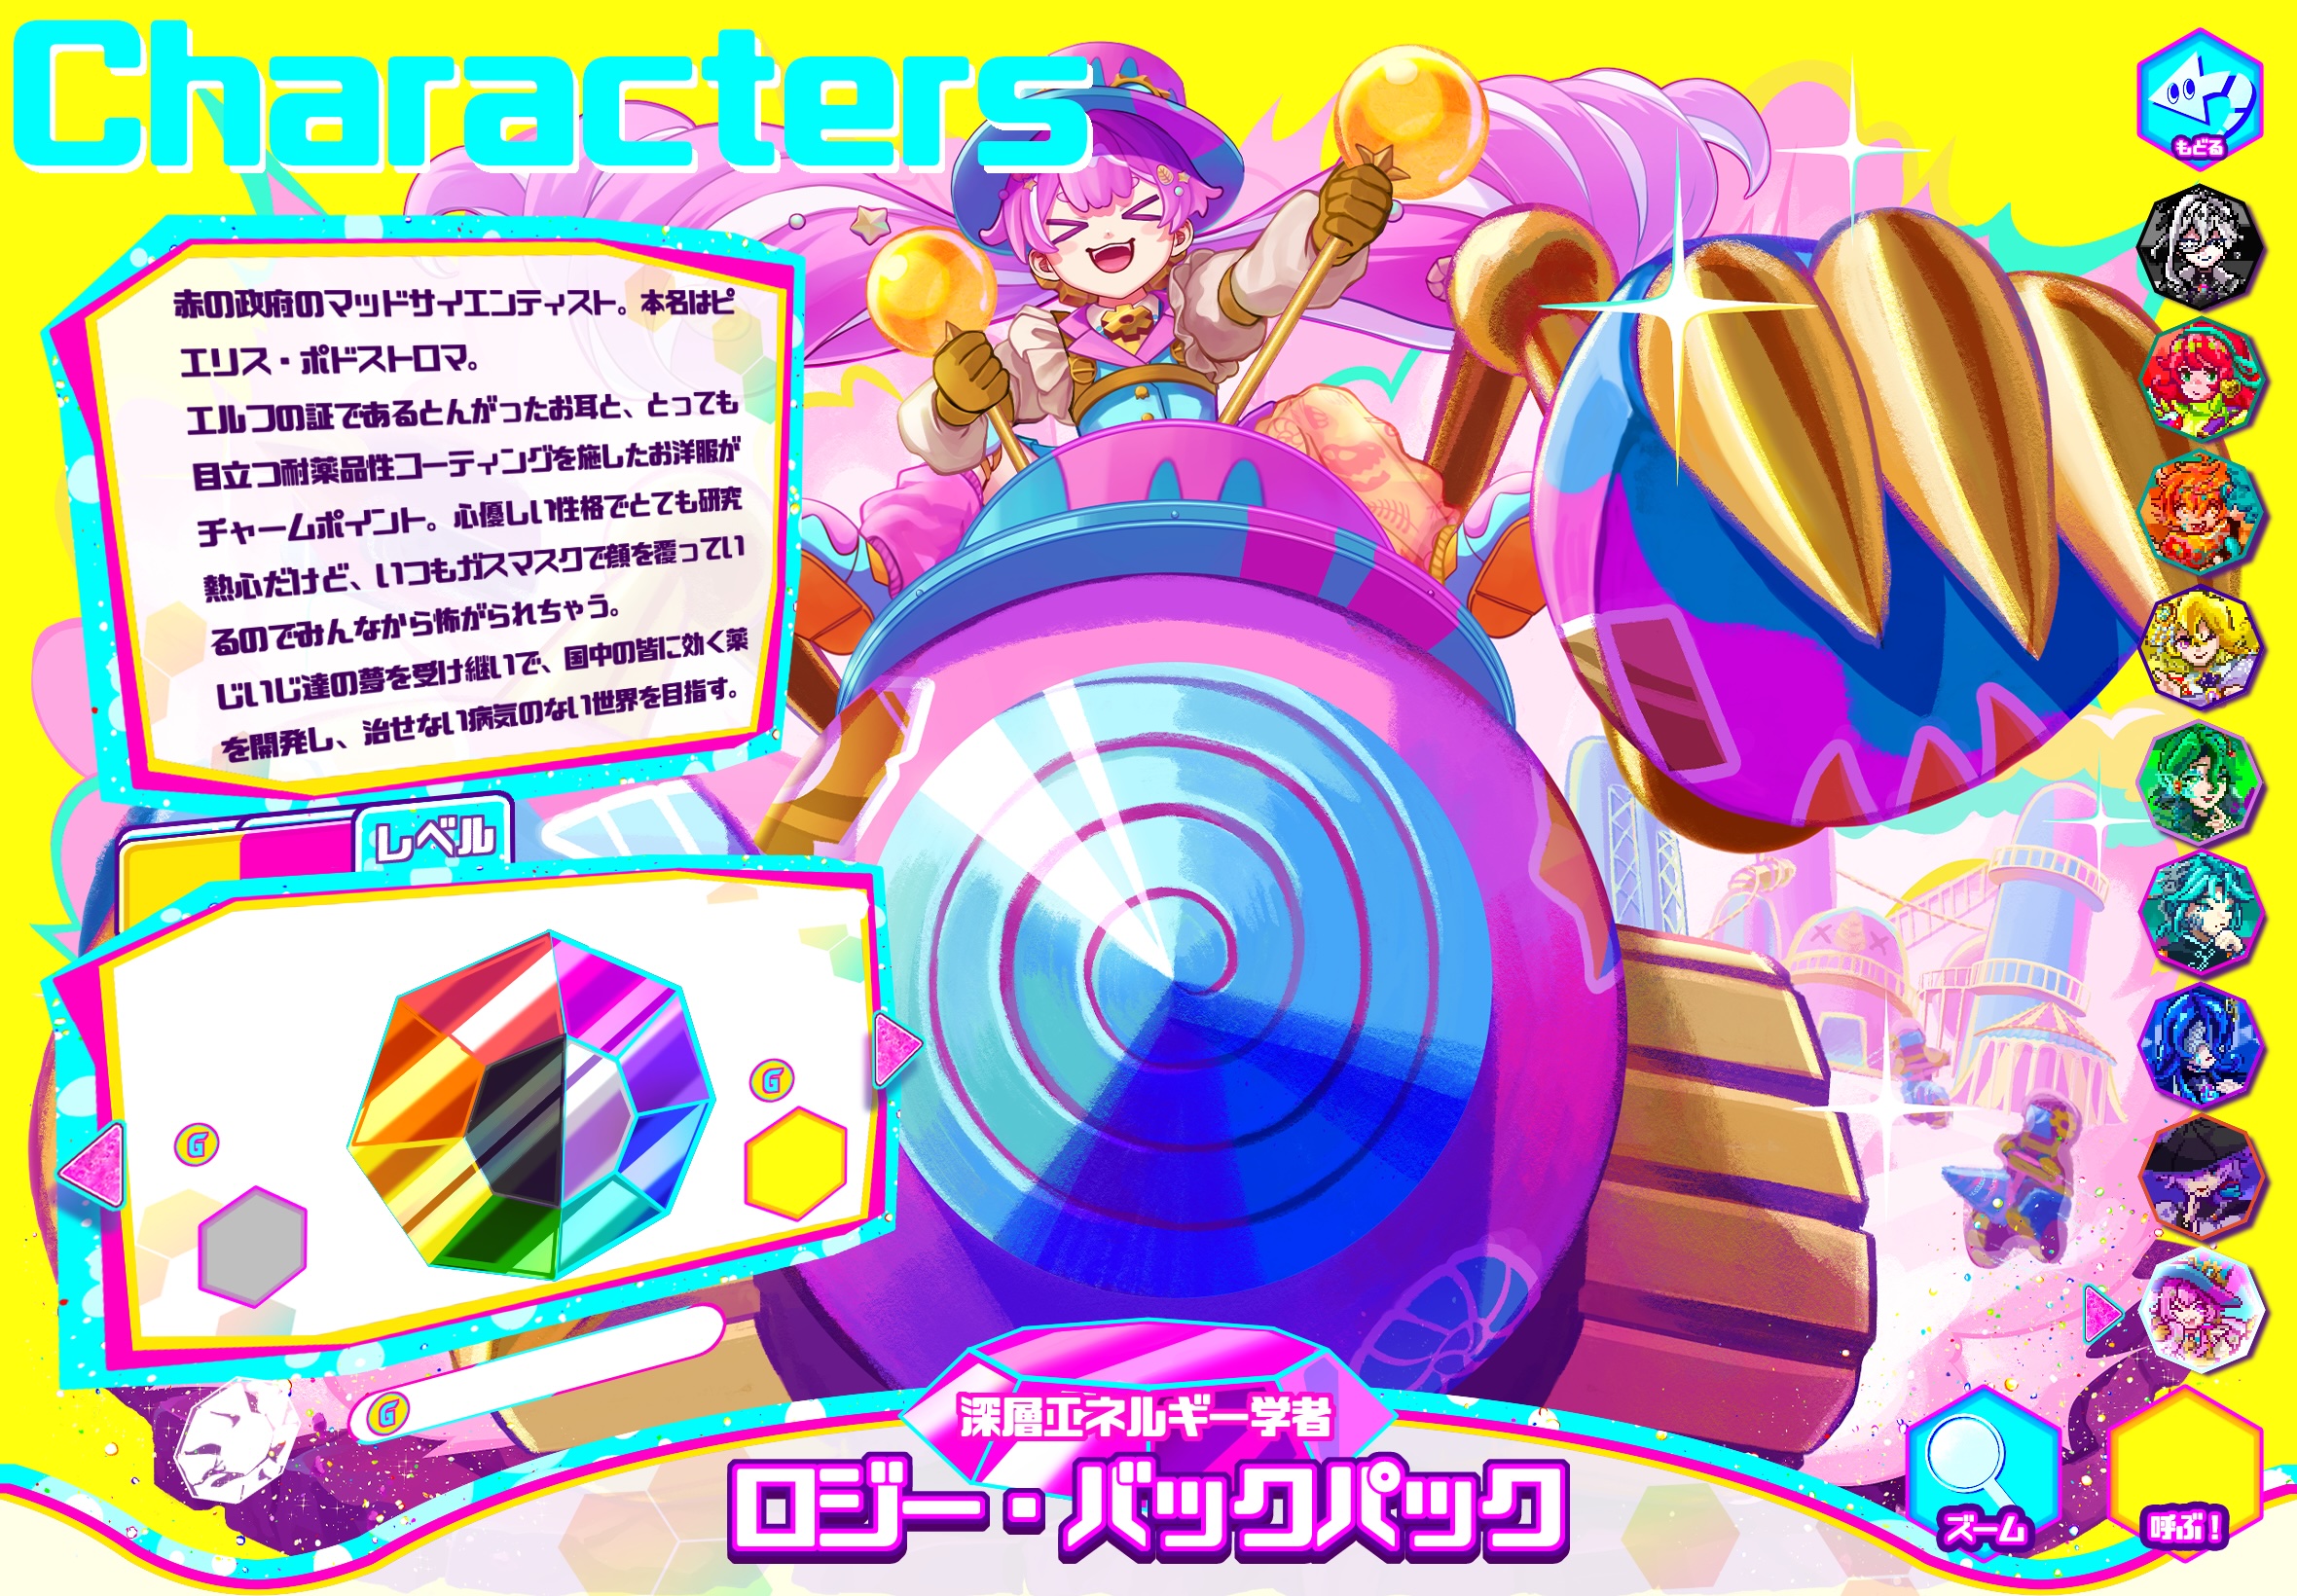 Characters
もどる
赤の政府のマッドサイエンティスト。本名はピ
エリス・ポドストロマ。
エルフの証であるとんがったお耳と、とっても
目立つ耐薬品性コーティングを施したお洋服が
チャームポイント。心優しい性格でとても研究
熱心だけど、いつもガスマスクで顔を覆ってい
るのでみんなから怖がられちゃう。
じいじ達の夢を受け継いで、国中の皆に効く薬
を開発し、治せない病気のない世界を目指す。
レベル
G
G
G
深層エネルギー学者
ロジー・バックパック
ズーム
呼ぶ！